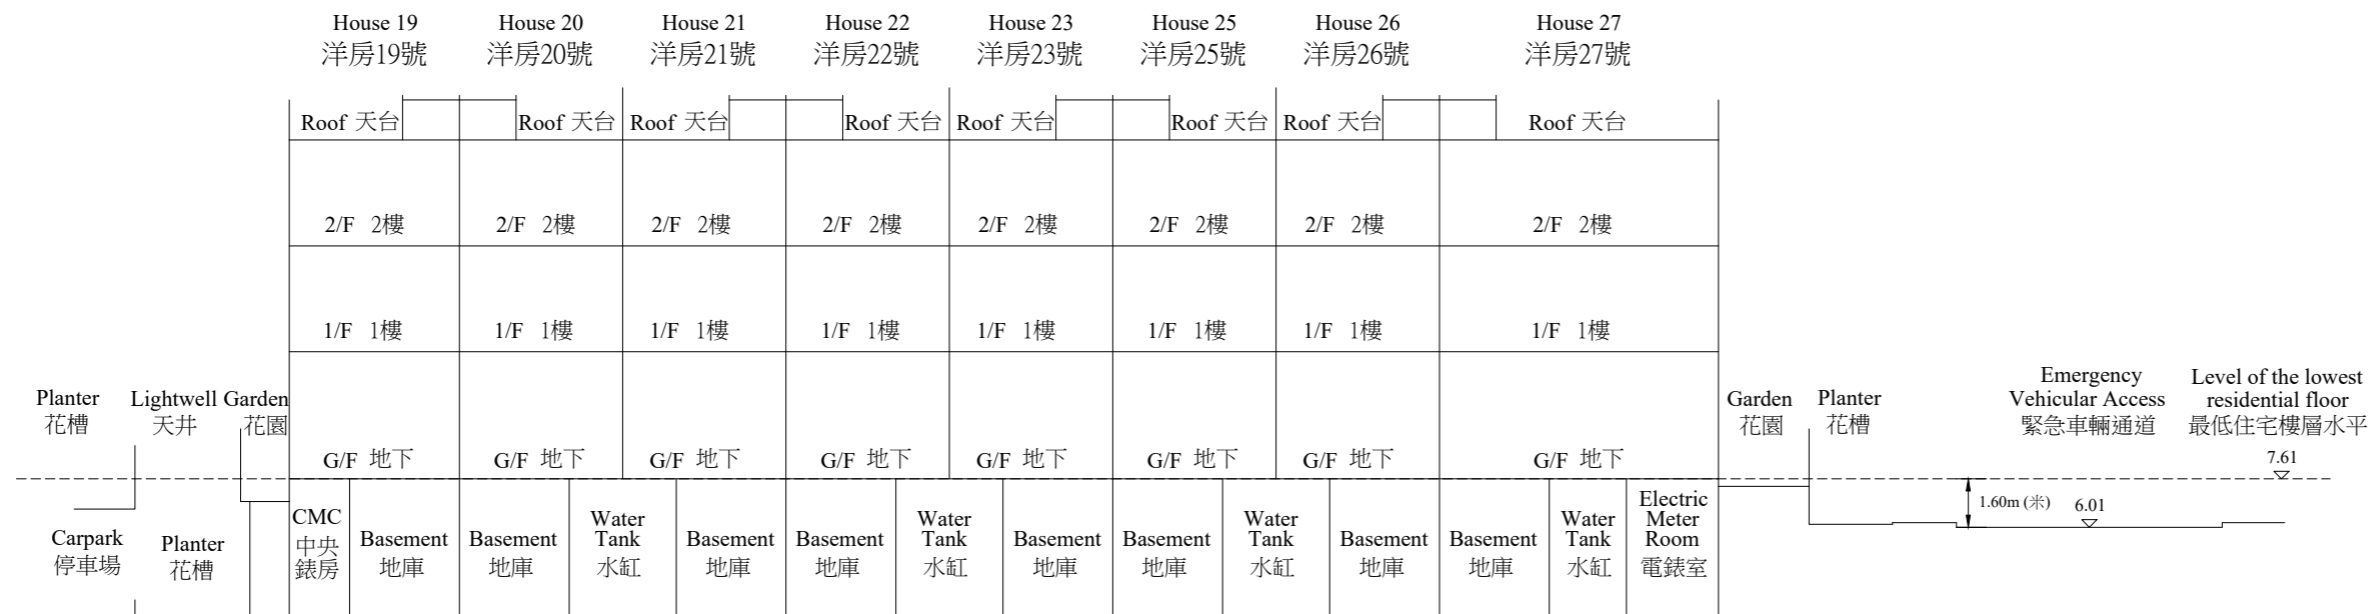 House 19 House 20 House 21 House 22 House 23 House 25 House 26 House 27
洋房19號 洋房20號 洋房21號 洋房22號 洋房23號 洋房25號 洋房26號 洋房27號
Roof 天台 Roof 天台 Roof 天台 Roof 天台 Roof 天台 Roof 天台 Roof 天台 Roof 天台
2/F 2樓 2/F 2樓 2/F 2樓 2/F 2樓 2/F 2樓 2/F 2樓 2/F 2樓 2/F 2樓
1/F 1樓 1/F 1樓 1/F 1樓 1/F 1樓 1/F 1樓 1/F 1樓 1/F 1樓 1/F 1樓
Planter
花槽
Lightwell
天井
Garden
花園
G/F 地下 G/F 地下 G/F 地下 G/F 地下 G/F 地下 G/F 地下 G/F 地下 G/F 地下
Garden
花園
Planter
花槽
Emergency
Vehicular Access
緊急車輛通道
Level of the lowest
residential floor
最低住宅樓層水平
7.61
1.60m (米)
6.01
Carpark
停車場
Planter
花槽
CMC
中央
錶房
Basement
地庫
Basement
地庫
Water
Tank
水缸
Basement
地庫
Basement
地庫
Water
Tank
水缸
Basement
地庫
Basement
地庫
Water
Tank
水缸
Basement
地庫
Basement
地庫
Water
Tank
水缸
Electric
Meter
Room
電錶室